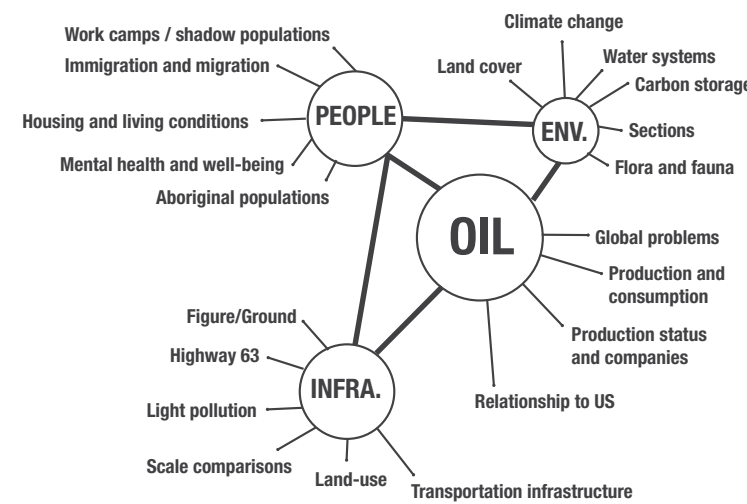 Climate change
Work camps / shadow populations
Water systems
Immigration and migration
Land cover
Carbon storage
PEOPLE
Housing and living conditions
ENV.
Sections
Mental health and well-being
Flora and fauna
Aboriginal populations
OIL
Global problems
Production and
consumption
Figure/Ground
Production status
and companies
Highway 63
INFRA.
Relationship to US
Light pollution
Scale comparisons
Land-use
Transportation infrastructure